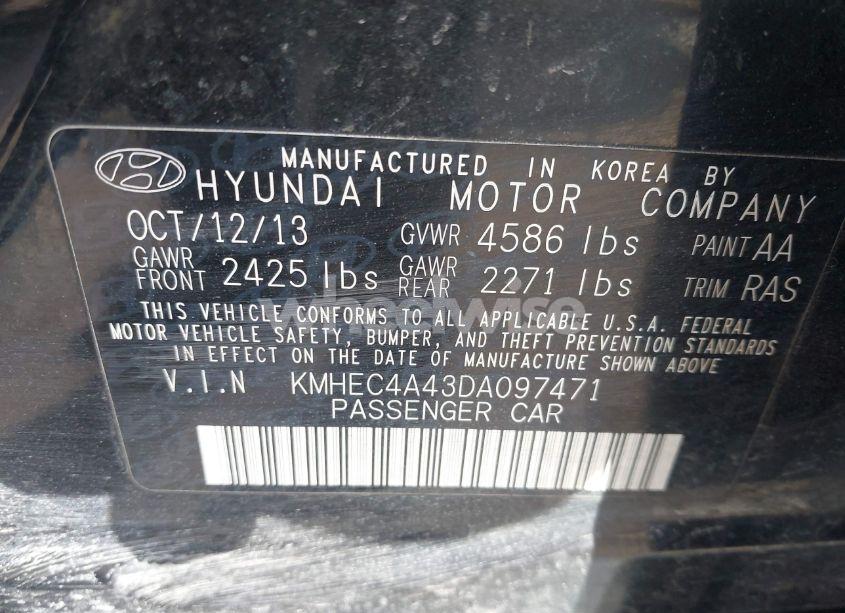 MANUFACTURED IN KOREA BY
HYUNDAI MOTOR COMPANY
OCT/12/13 GVWR 4586 lbs PAINT AA
GAWR FRONT 2425 lbs GAWR REAR 2271 lbs TRIM RAS
THIS VEHICLE CONFORMS TO ALL APPLICABLE U.S.A. FEDERAL
MOTOR VEHICLE SAFETY, BUMPER, AND THEFT PREVENTION STANDARDS
IN EFFECT ON THE DATE OF MANUFACTURE SHOWN ABOVE
V.I.N KMHEC4A43DA097471
PASSENGER CAR
wheelwise